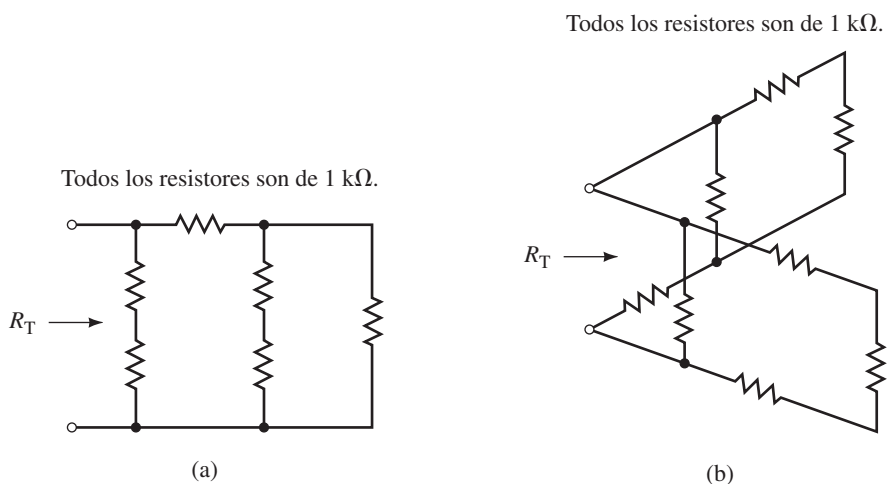 Todos los resistores son de 1 kΩ.
R_T
(a)
Todos los resistores son de 1 kΩ.
R_T
(b)